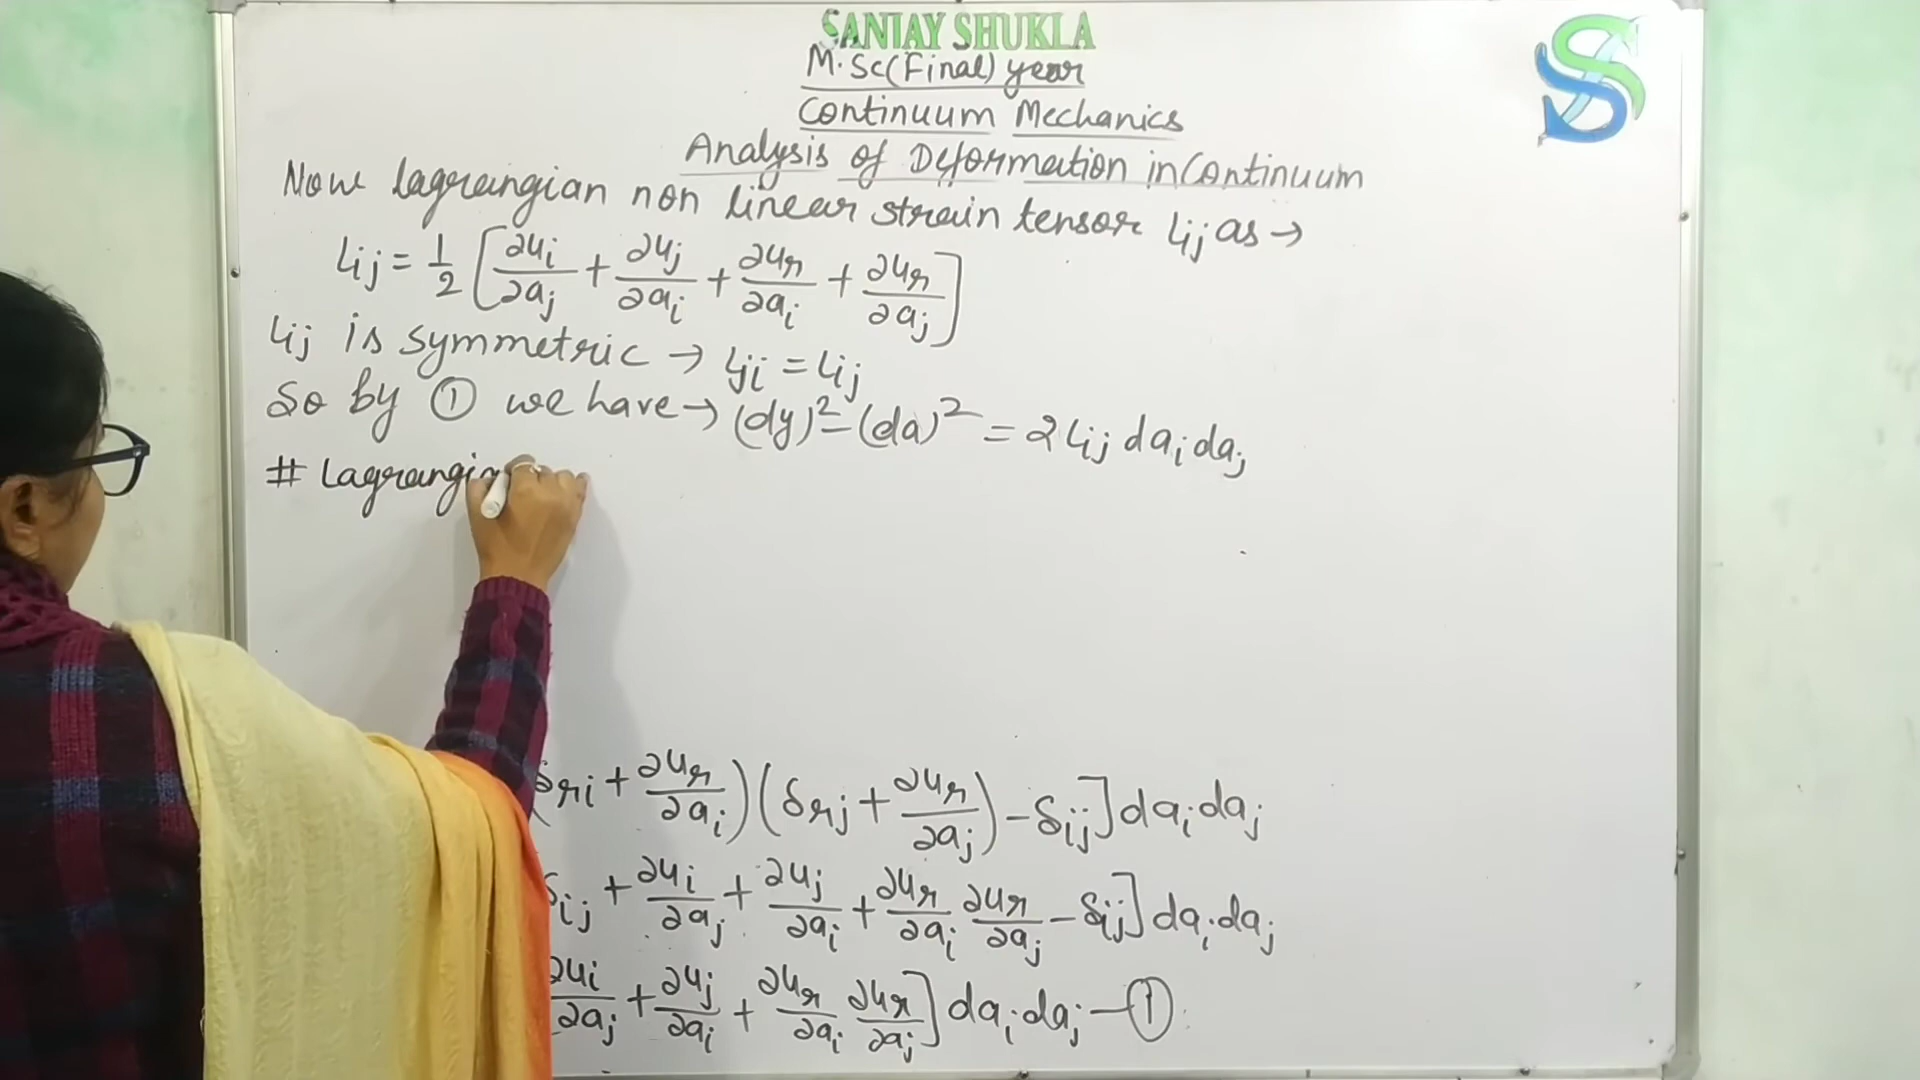 SANJAY SHUKLA
M.Sc(Final) year
Continuum Mechanics
Analysis of Deformation in Continuum
Now lagrangian non linear strain tensor Lij as →
Lij = 1/2 [∂ui/∂aj + ∂uj/∂ai + ∂ur/∂ai + ∂ur/∂aj]
Lij is symmetric → Lji = Lij
So by ① we have → (dy)² - (da)² = 2 Lij dai daj
# Lagrangi
δri + ∂ur/∂ai) (δrj + ∂ur/∂aj) - δij] dai daj
δij + ∂ui/∂aj + ∂uj/∂ai + ∂ur/∂ai ∂ur/∂aj - δij] dai daj
∂ui/∂aj + ∂uj/∂ai + ∂ur/∂ai ∂ur/∂aj] dai daj — ①